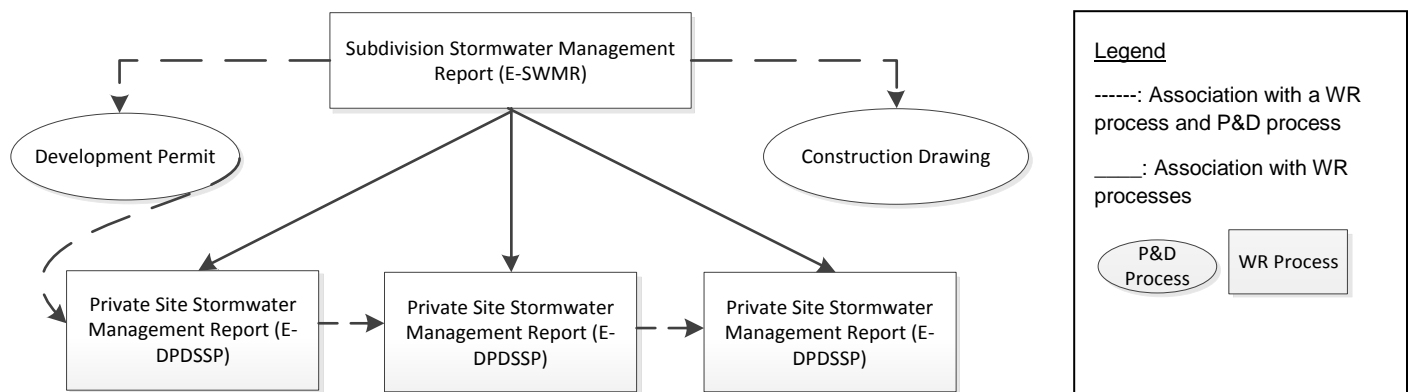 Subdivision Stormwater Management
Report (E-SWMR)
Development Permit
Construction Drawing
Private Site Stormwater
Management Report (E-
DPDSSP)
Private Site Stormwater
Management Report (E-
DPDSSP)
Private Site Stormwater
Management Report (E-
DPDSSP)
Legend
------: Association with a WR
process and P&D process
____: Association with WR
processes
P&D
Process
WR Process